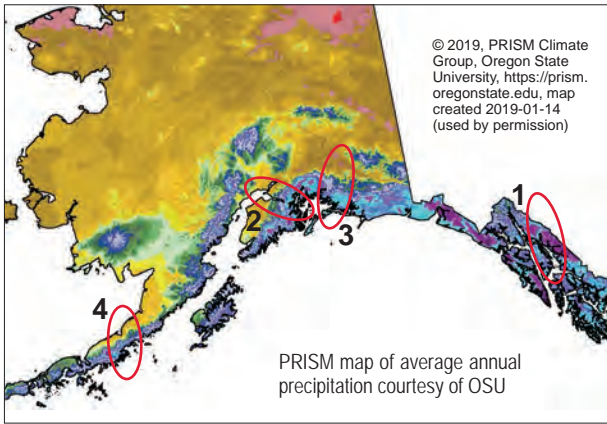 © 2019, PRISM Climate
Group, Oregon State
University, https://prism.
oregonstate.edu, map
created 2019-01-14
(used by permission)
1
2
3
4
PRISM map of average annual
precipitation courtesy of OSU